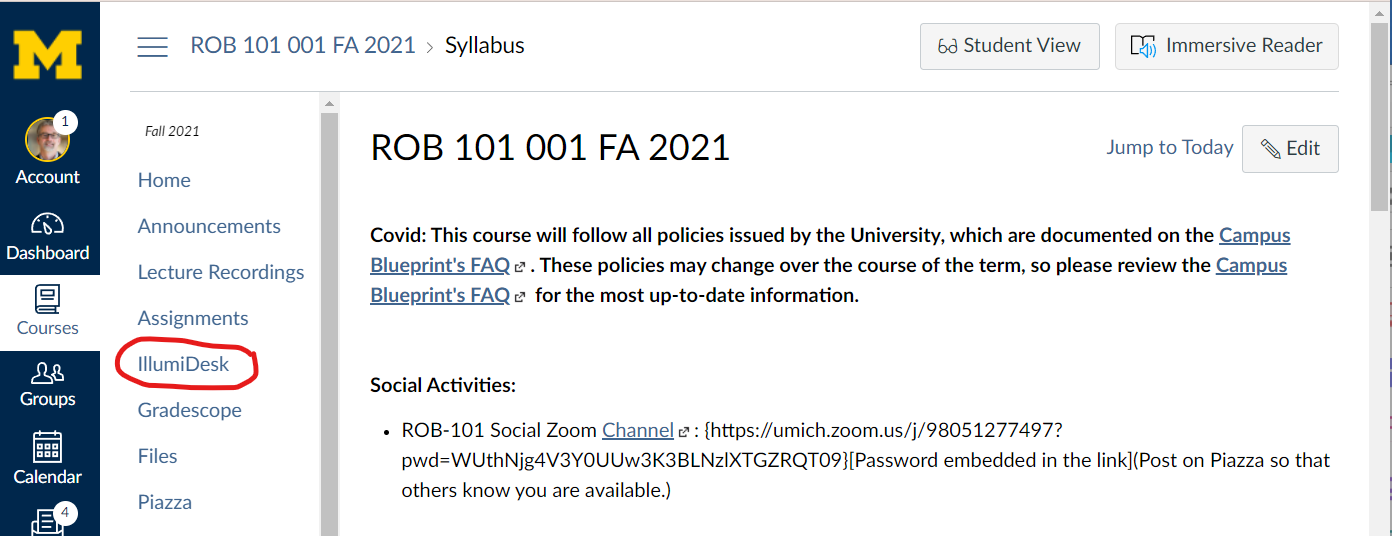 M
ROB 101 001 FA 2021 > Syllabus
Student View
Immersive Reader
1
Account
Dashboard
Courses
Groups
Calendar
4
Fall 2021
Home
Announcements
Lecture Recordings
Assignments
IllumiDesk
Gradescope
Files
Piazza
ROB 101 001 FA 2021
Jump to Today
Edit
Covid: This course will follow all policies issued by the University, which are documented on the Campus
Blueprint's FAQ . These policies may change over the course of the term, so please review the Campus
Blueprint's FAQ for the most up-to-date information.
Social Activities:
• ROB-101 Social Zoom Channel : {https://umich.zoom.us/j/98051277497?
pwd=WUthNjg4V3Y0UUw3K3BLNzlXTGZRQT09}[Password embedded in the link](Post on Piazza so that
others know you are available.)